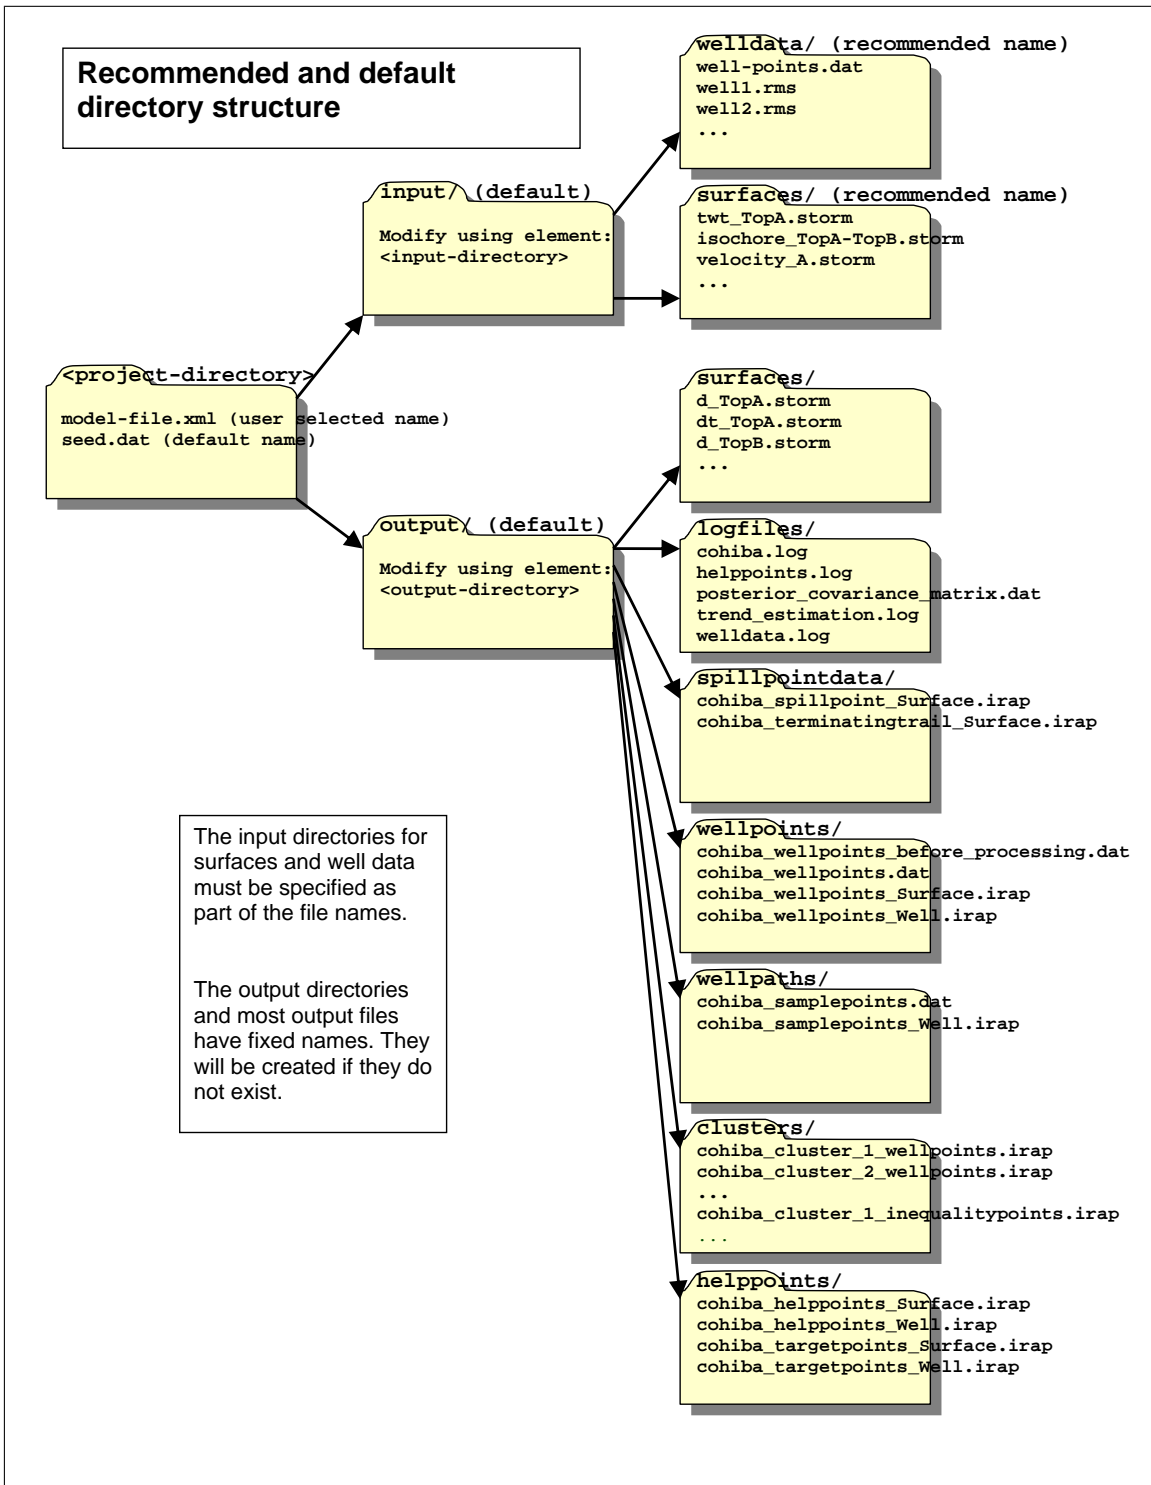 Recommended and default
directory structure
welldata/ (recommended name)
well-points.dat
well1.rms
well2.rms
...
input/ (default)
Modify using element:
<input-directory>
surfaces/ (recommended name)
twt_TopA.storm
isochore_TopA-TopB.storm
velocity_A.storm
...
<project-directory>
model-file.xml (user selected name)
seed.dat (default name)
surfaces/
d_TopA.storm
dt_TopA.storm
d_TopB.storm
...
output/ (default)
Modify using element:
<output-directory>
logfiles/
cohiba.log
helppoints.log
posterior_covariance_matrix.dat
trend_estimation.log
welldata.log
spillpointdata/
cohiba_spillpoint_Surface.irap
cohiba_terminatingtrail_Surface.irap
The input directories for
surfaces and well data
must be specified as
part of the file names.
The output directories
and most output files
have fixed names. They
will be created if they do
not exist.
wellpoints/
cohiba_wellpoints_before_processing.dat
cohiba_wellpoints.dat
cohiba_wellpoints_Surface.irap
cohiba_wellpoints_Well.irap
wellpaths/
cohiba_samplepoints.dat
cohiba_samplepoints_Well.irap
clusters/
cohiba_cluster_1_wellpoints.irap
cohiba_cluster_2_wellpoints.irap
...
cohiba_cluster_1_inequalitypoints.irap
...
helppoints/
cohiba_helppoints_Surface.irap
cohiba_helppoints_Well.irap
cohiba_targetpoints_Surface.irap
cohiba_targetpoints_Well.irap